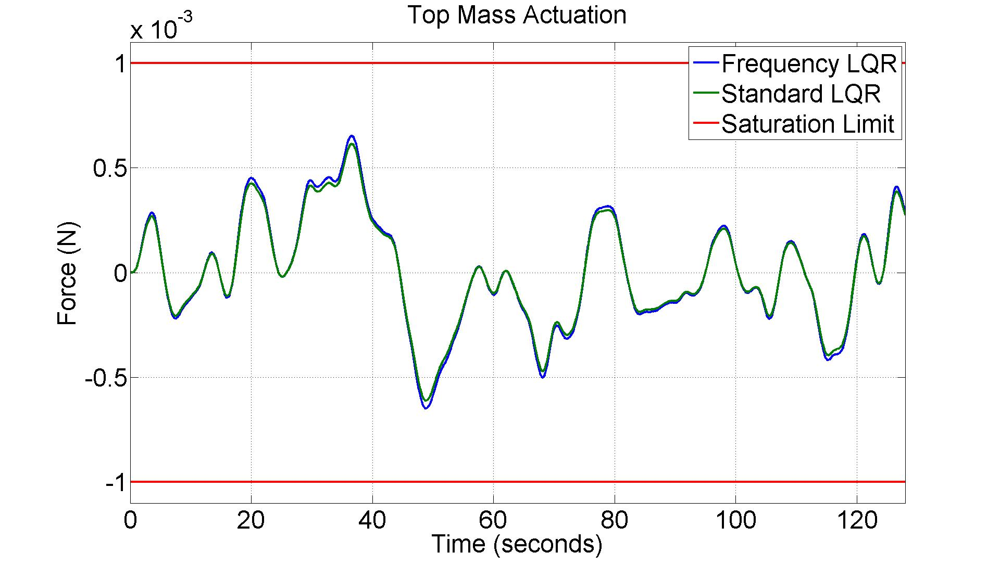 Top Mass Actuation
x 10-3
1
0.5
0
-0.5
-1
Force (N)
Frequency LQR
Standard LQR
Saturation Limit
0 20 40 60 80 100 120
Time (seconds)